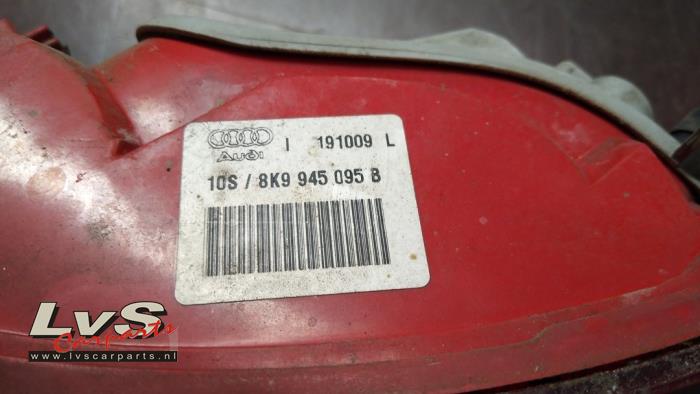 I 191009 L
Audi
10S / 8K9 945 095 B
LvS
Carparts
www.lvscarparts.nl